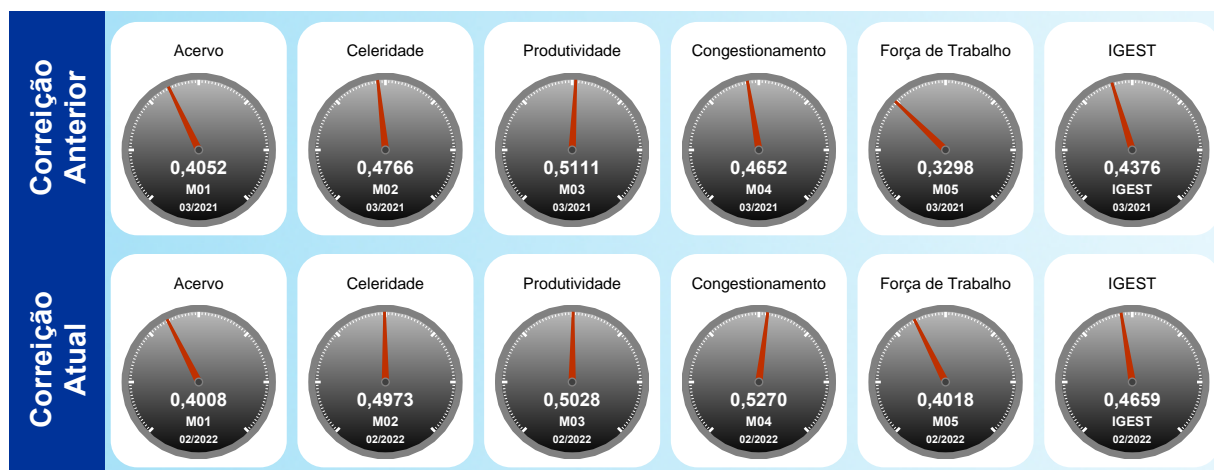 Correição
Anterior
Acervo
0,4052
M01
03/2021
Celeridade
0,4766
M02
03/2021
Produtividade
0,5111
M03
03/2021
Congestionamento
0,4652
M04
03/2021
Força de Trabalho
0,3298
M05
03/2021
IGEST
0,4376
IGEST
03/2021
Correição
Atual
Acervo
0,4008
M01
02/2022
Celeridade
0,4973
M02
02/2022
Produtividade
0,5028
M03
02/2022
Congestionamento
0,5270
M04
02/2022
Força de Trabalho
0,4018
M05
02/2022
IGEST
0,4659
IGEST
02/2022